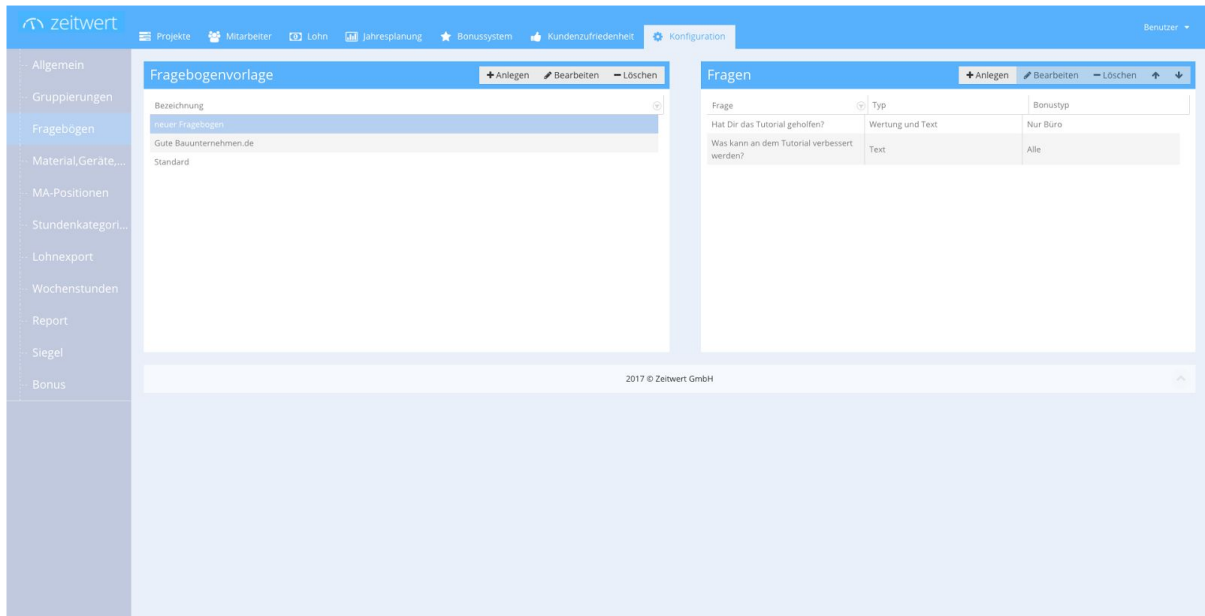 zeitwert
Projekte Mitarbeiter Lohn Jahresplanung Bonussystem Kundenzufriedenheit Konfiguration
Benutzer
Allgemein
Gruppierungen
Fragebögen
Material,Geräte,...
MA-Positionen
Stundenkategori...
Lohnexport
Wochenstunden
Report
Siegel
Bonus
Fragebogenvorlage
Anlegen Bearbeiten Löschen
Bezeichnung
neuer Fragebogen
Gute Bauunternehmen.de
Standard
Fragen
Anlegen Bearbeiten Löschen
Frage Typ Bonustyp
Hat Dir das Tutorial geholfen? Wertung und Text Nur Büro
Was kann an dem Tutorial verbessert
werden?
Text Alle
2017 © Zeitwert GmbH